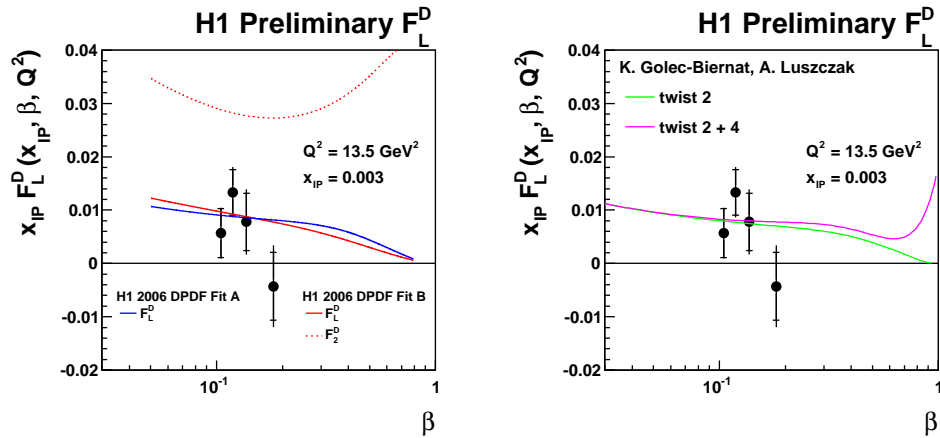 H1 Preliminary F_L^D
x_IP F_L^D (x_IP, β, Q^2)
0.04
0.03
0.02
0.01
0
-0.01
-0.02
Q^2 = 13.5 GeV^2
x_IP = 0.003
H1 2006 DPDF Fit A
F_L^D
H1 2006 DPDF Fit B
F_L^D
F_2^D
10^-1
1
β
H1 Preliminary F_L^D
x_IP F_L^D (x_IP, β, Q^2)
0.04
0.03
0.02
0.01
0
-0.01
-0.02
K. Golec-Biernat, A. Luszczak
twist 2
twist 2 + 4
Q^2 = 13.5 GeV^2
x_IP = 0.003
10^-1
1
β